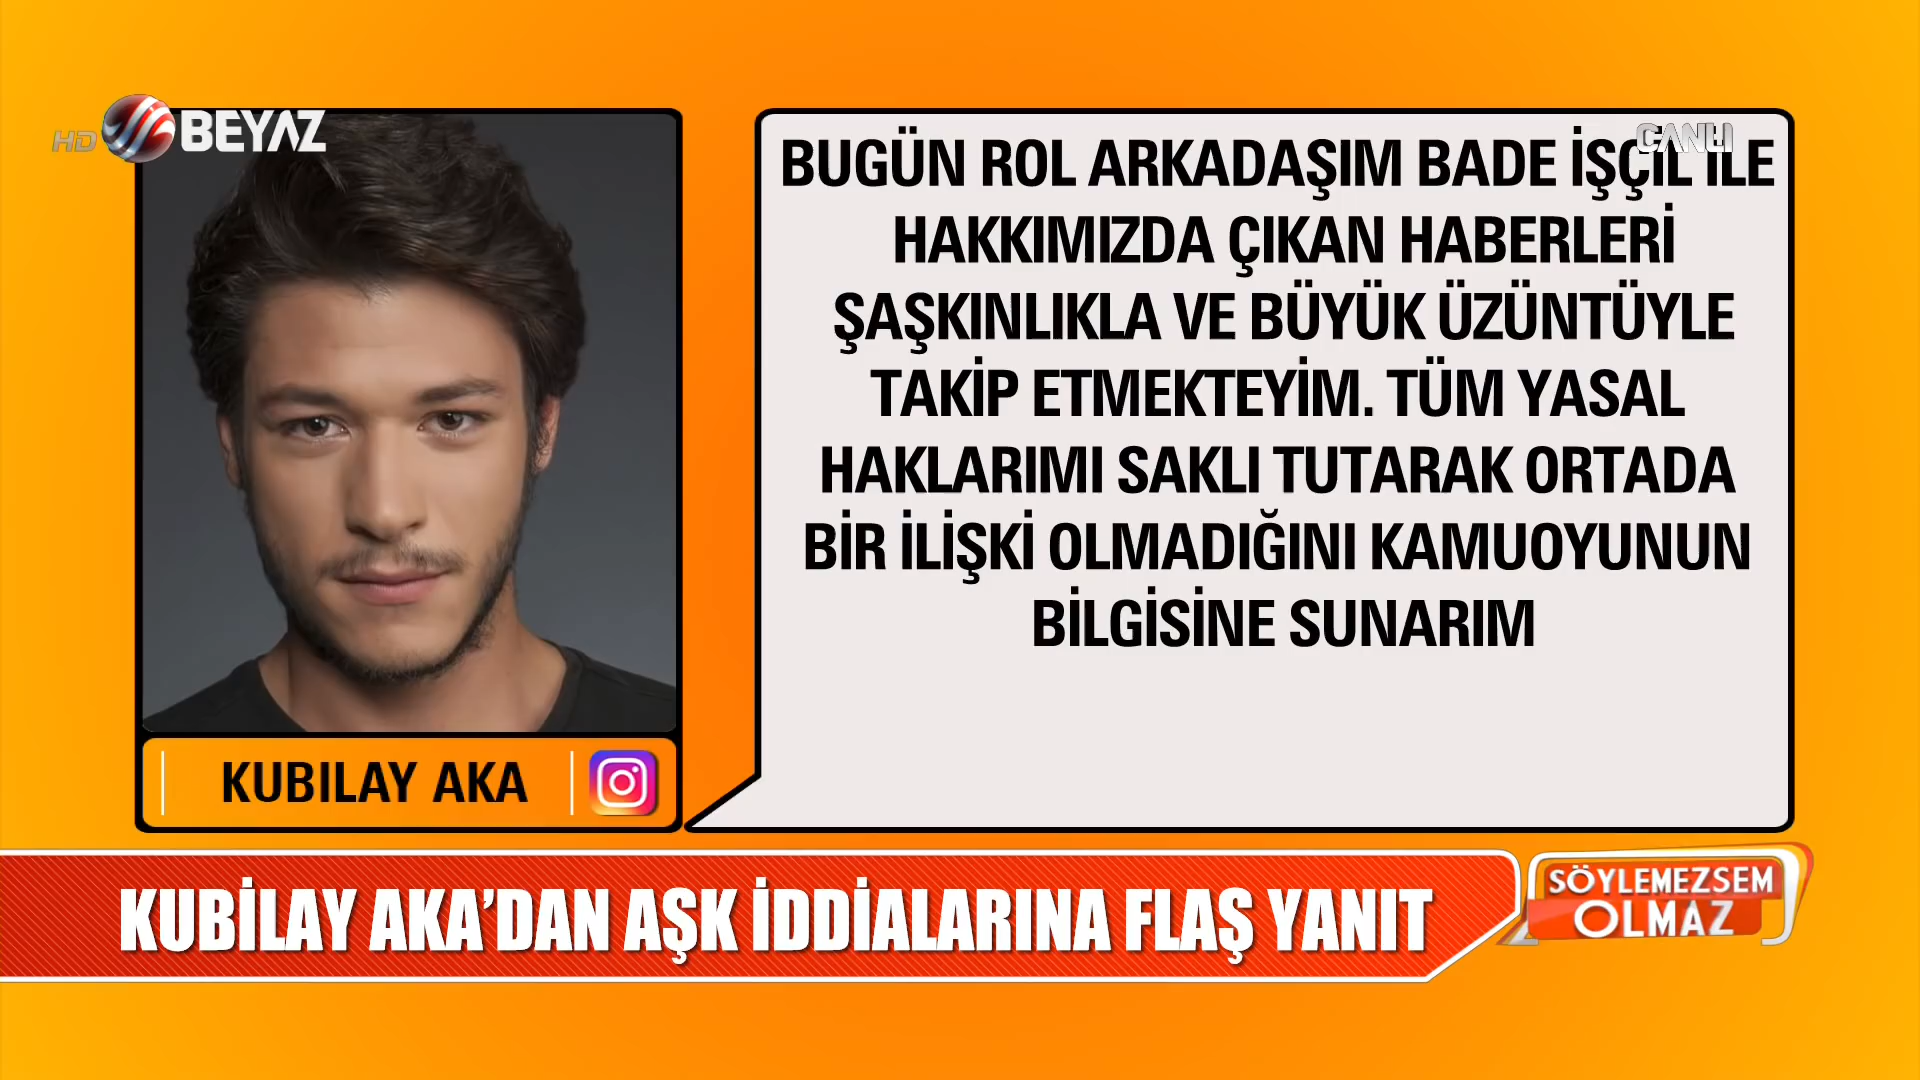 HD BEYAZ
CANLI
BUGÜN ROL ARKADAŞIM BADE İŞÇİL İLE
HAKKIMIZDA ÇIKAN HABERLERİ
ŞAŞKINLIKLA VE BÜYÜK ÜZÜNTÜYLE
TAKİP ETMEKTEYİM. TÜM YASAL
HAKLARIMI SAKLI TUTARAK ORTADA
BİR İLİŞKİ OLMADIĞINI KAMUOYUNUN
BİLGİSİNE SUNARIM
KUBILAY AKA
KUBİLAY AKA’DAN AŞK İDDİALARINA FLAŞ YANIT
SÖYLEMEZSEM
OLMAZ